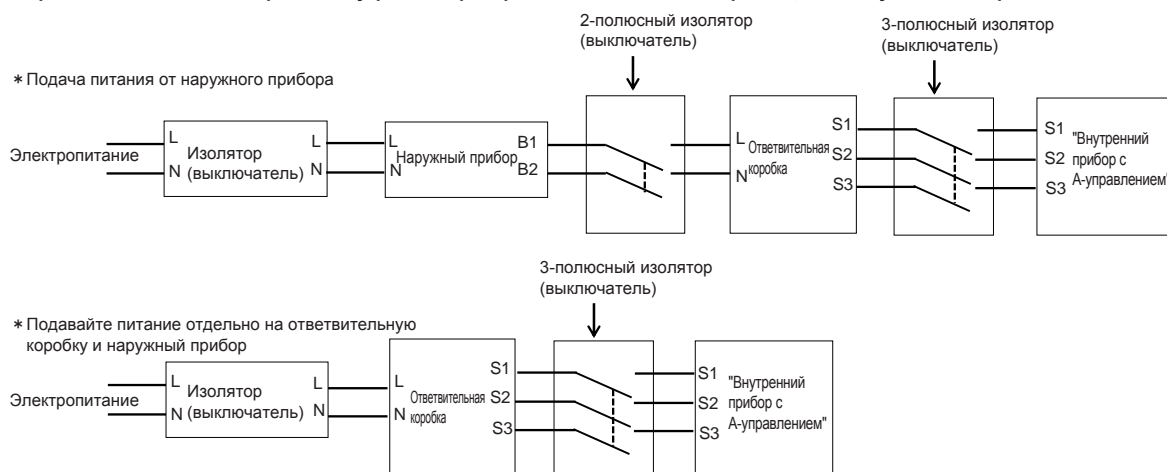 2-полюсный изолятор
(выключатель)
3-полюсный изолятор
(выключатель)
* Подача питания от наружного прибора
Электропитание
L
N
Изолятор
(выключатель)
L
N
L
N
Наружный прибор
B1
B2
L
N
Ответвительная
коробка
S1
S2
S3
S1
S2
S3
"Внутренний
прибор с
А-управлением"
3-полюсный изолятор
(выключатель)
* Подавайте питание отдельно на ответвительную
коробку и наружный прибор
Электропитание
L
N
Изолятор
(выключатель)
L
N
L
N
Ответвительная
коробка
S1
S2
S3
S1
S2
S3
"Внутренний
прибор с
А-управлением"